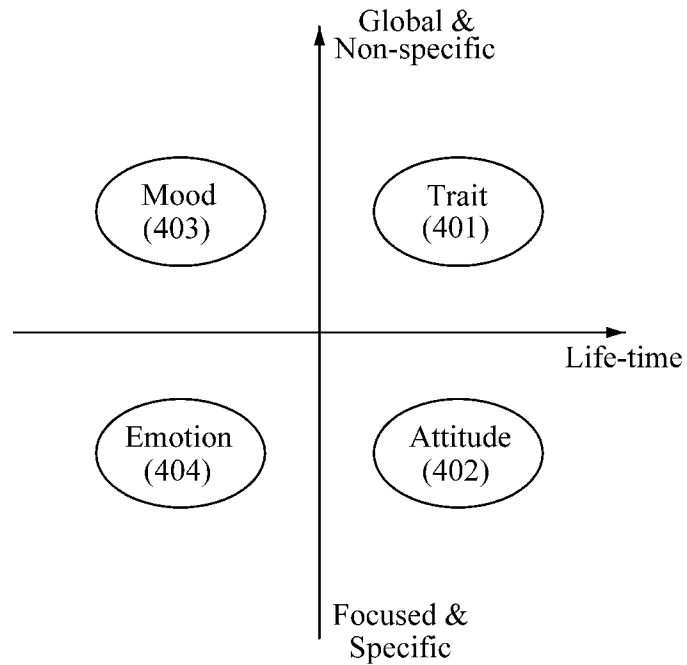 Global &
Non-specific
Mood
(403)
Trait
(401)
Life-time
Emotion
(404)
Attitude
(402)
Focused &
Specific